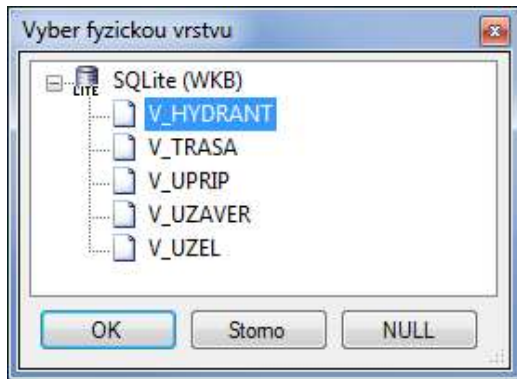 Vyber fyzickou vrstvu
SQLite (WKB)
LITE
V_HYDRANT
V_TRASA
V_UPRIP
V_UZAVER
V_UZEL
OK
Storno
NULL